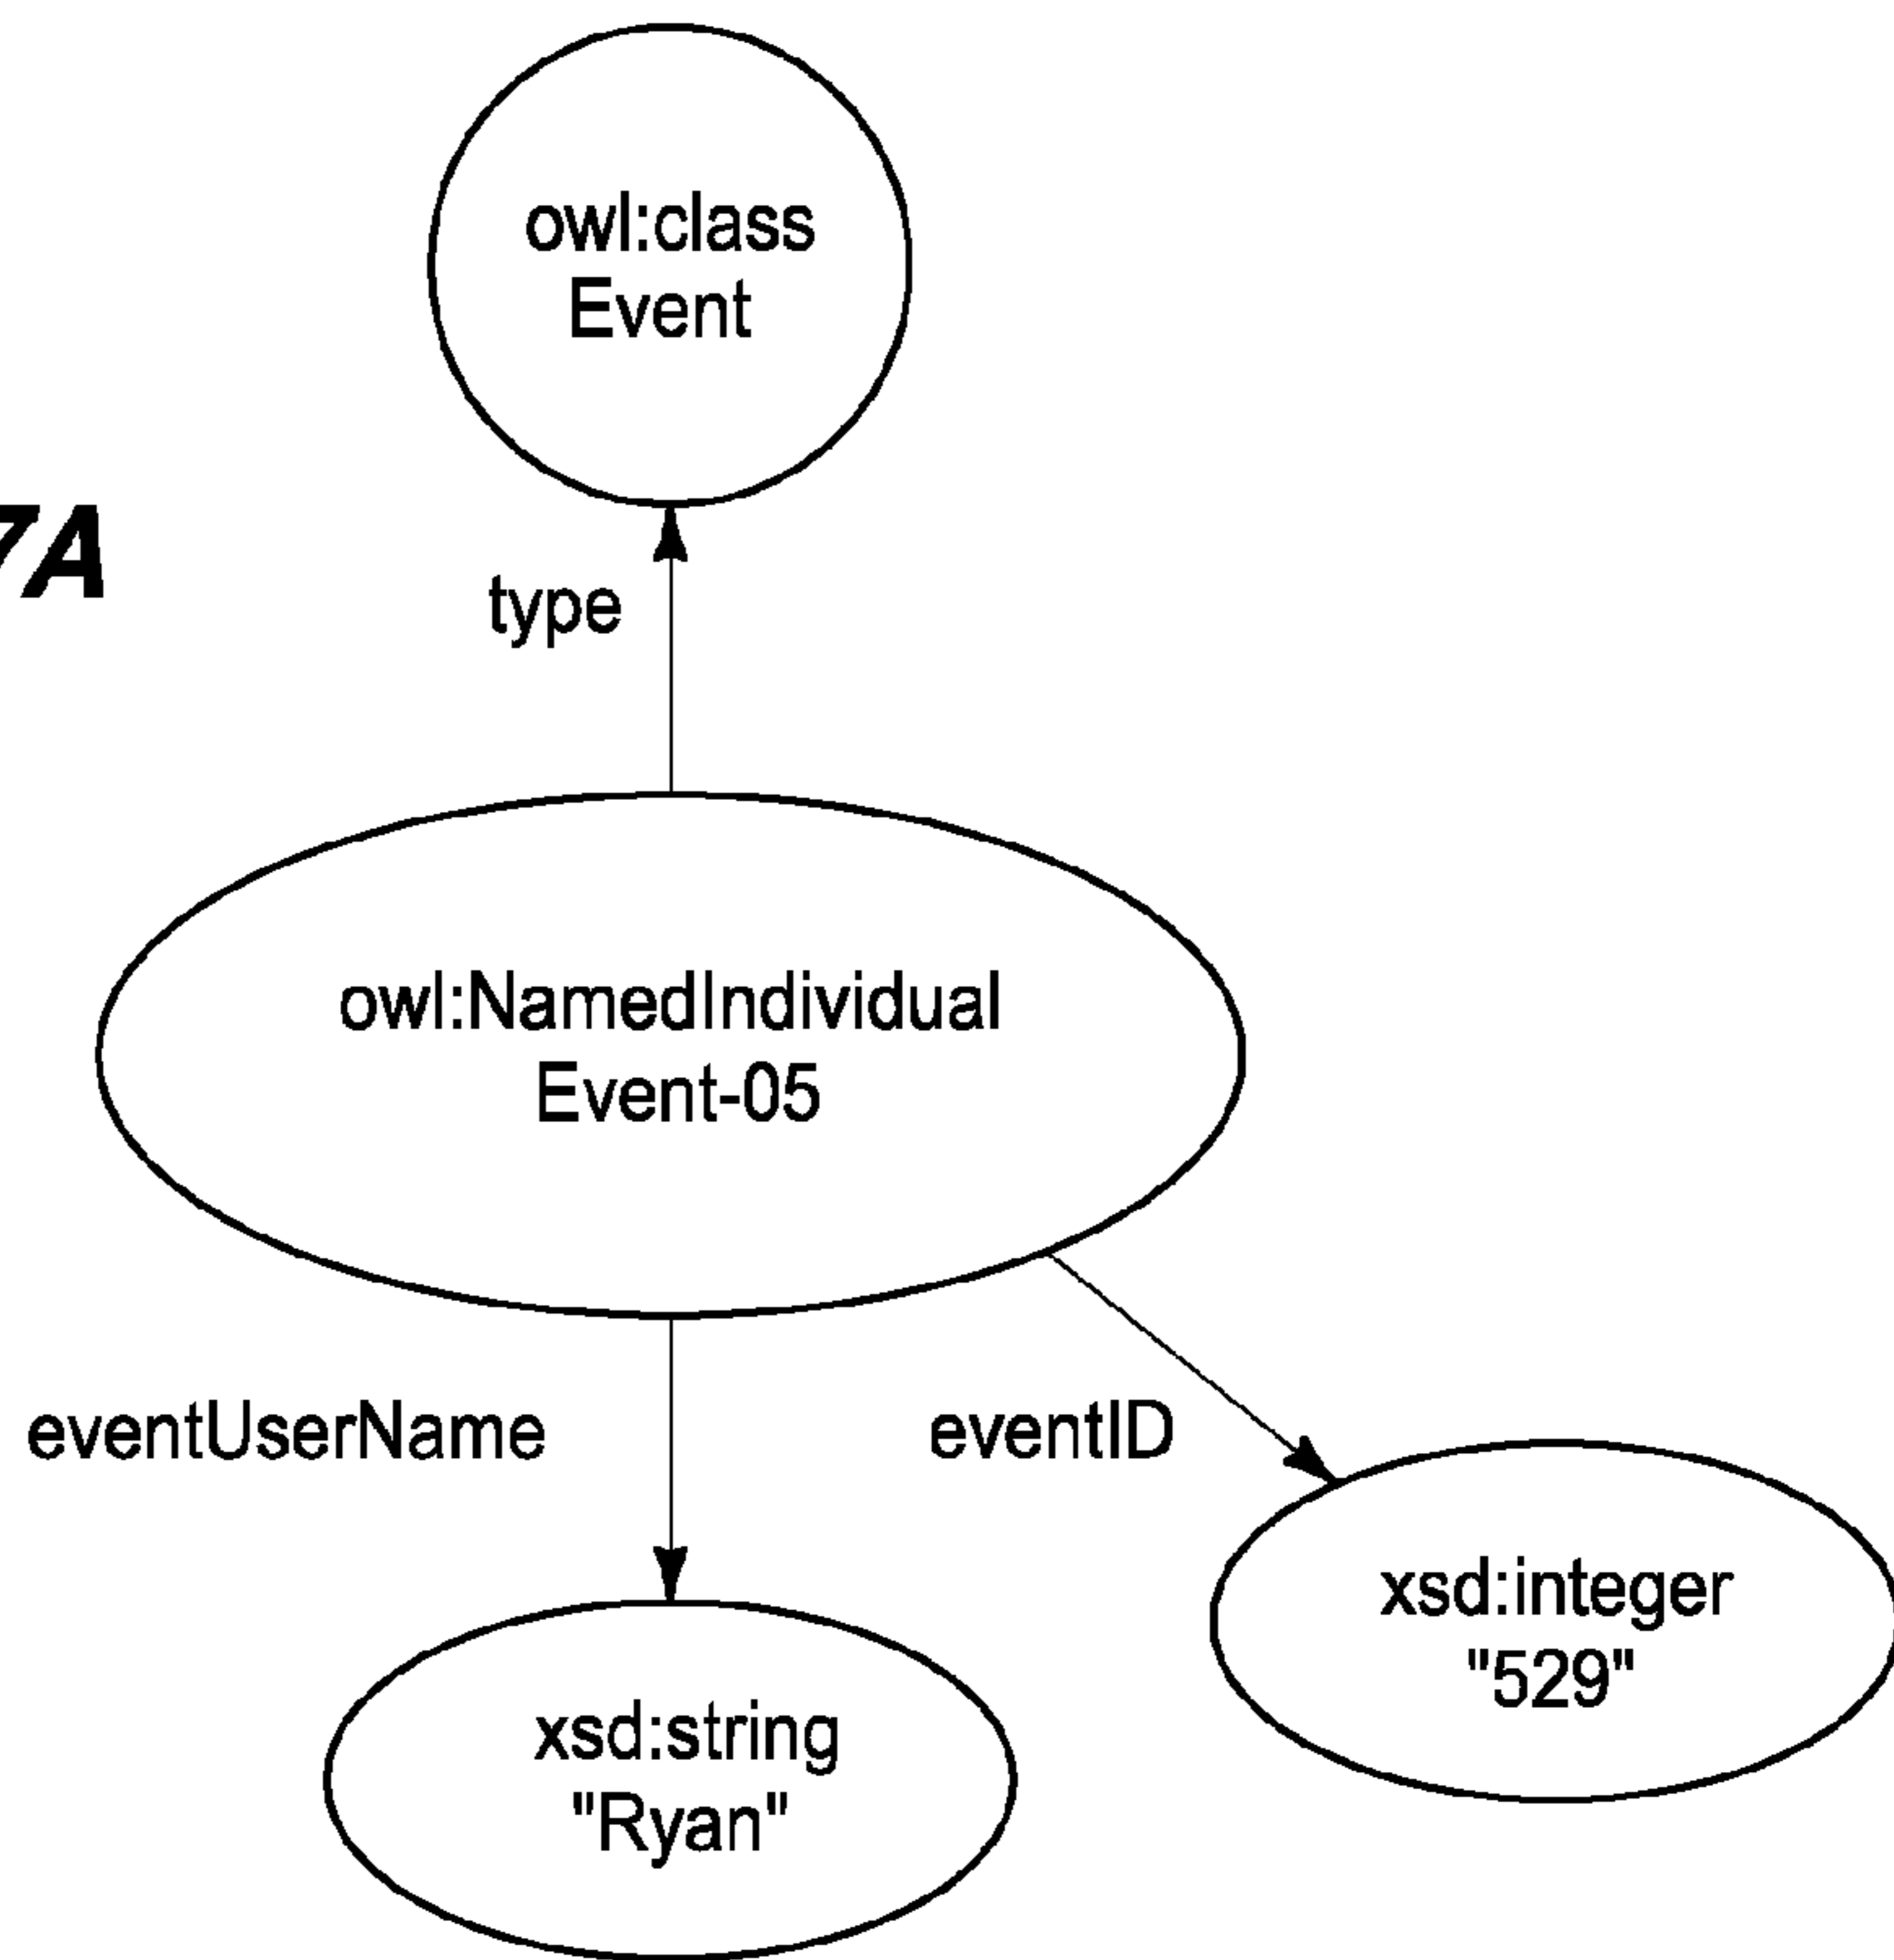 owl:class
Event
7A
type
owl:NamedIndividual
Event-05
eventUserName
eventID
xsd:integer
"529"
xsd:string
"Ryan"